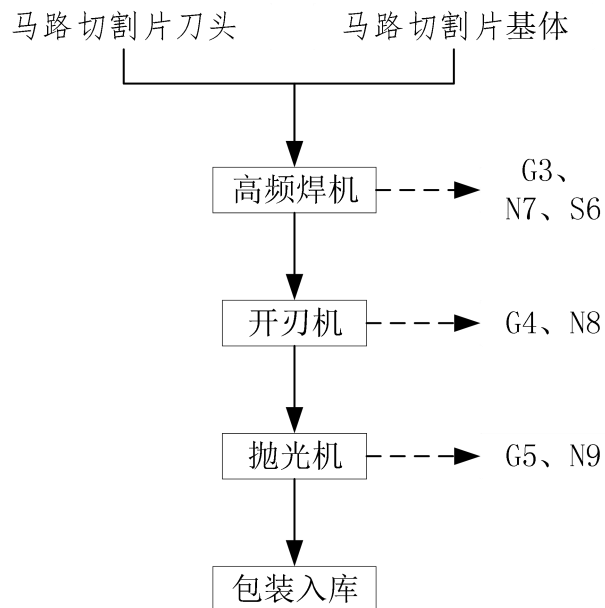 马路切割片刀头
马路切割片基体
高频焊机
G3、
N7、S6
开刃机
G4、N8
抛光机
G5、N9
包装入库